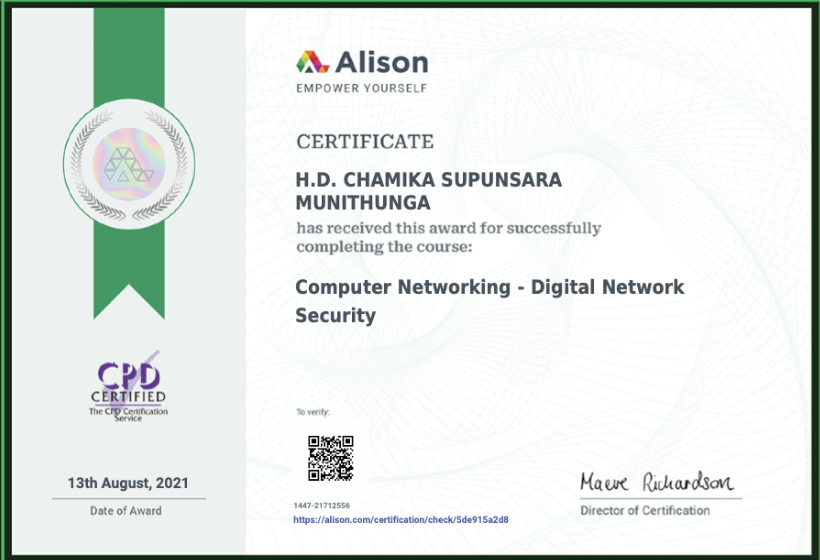 Alison
EMPOWER YOURSELF
CERTIFICATE
H.D. CHAMIKA SUPUNSARA
MUNITHUNGA
has received this award for successfully
completing the course:
Computer Networking - Digital Network
Security
CPD
CERTIFIED
The CPD Certification
Service
To verify:
13th August, 2021
Date of Award
1447-21712556
https://alison.com/certification/check/5de915a2d8
Maeve Richardson
Director of Certification